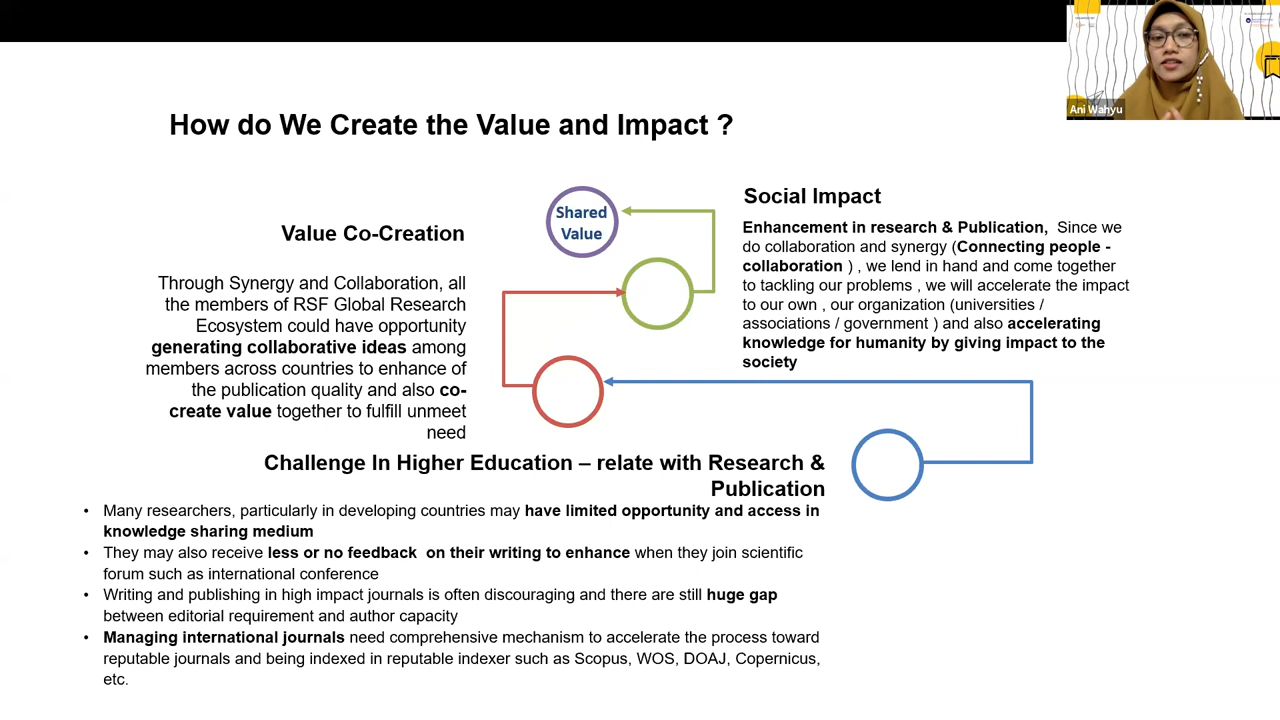 How do We Create the Value and Impact ?
Ani Wahyu
Shared
Value
Value Co-Creation
Through Synergy and Collaboration, all
the members of RSF Global Research
Ecosystem could have opportunity
generating collaborative ideas among
members across countries to enhance of
the publication quality and also co-
create value together to fulfill unmeet
need
Social Impact
Enhancement in research & Publication, Since we
do collaboration and synergy (Connecting people -
collaboration ) , we lend in hand and come together
to tackling our problems , we will accelerate the impact
to our own , our organization (universities /
associations / government ) and also accelerating
knowledge for humanity by giving impact to the
society
Challenge In Higher Education – relate with Research &
Publication
• Many researchers, particularly in developing countries may have limited opportunity and access in
knowledge sharing medium
• They may also receive less or no feedback on their writing to enhance when they join scientific
forum such as international conference
• Writing and publishing in high impact journals is often discouraging and there are still huge gap
between editorial requirement and author capacity
• Managing international journals need comprehensive mechanism to accelerate the process toward
reputable journals and being indexed in reputable indexer such as Scopus, WOS, DOAJ, Copernicus,
etc.